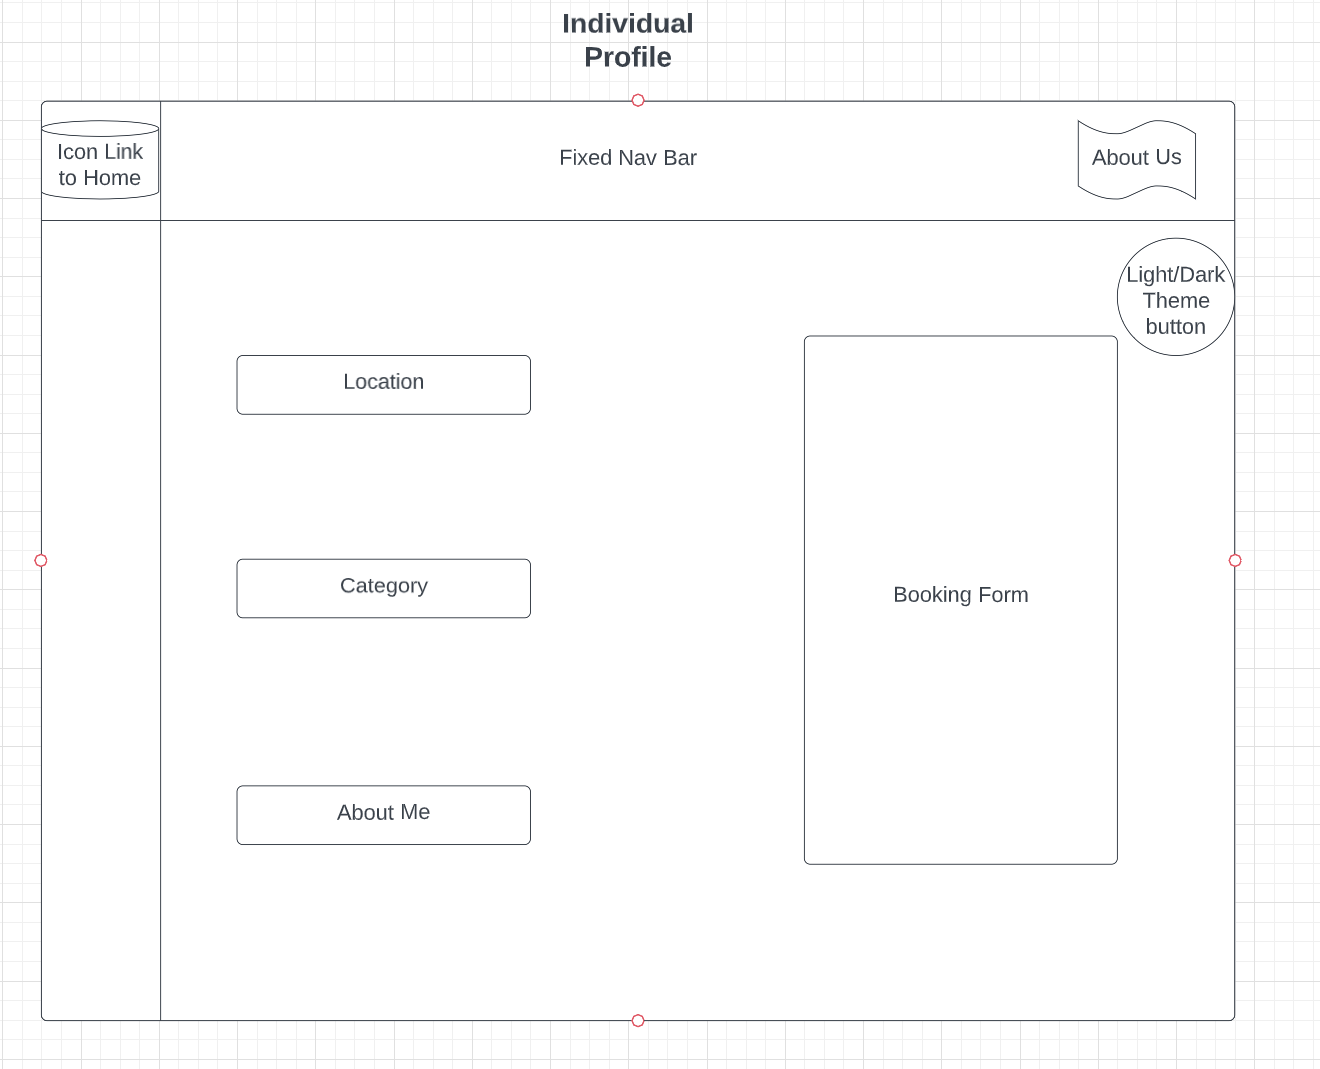 Individual
Profile
Icon Link
to Home
Fixed Nav Bar
About Us
Light/Dark
Theme
button
Location
Category
Booking Form
About Me